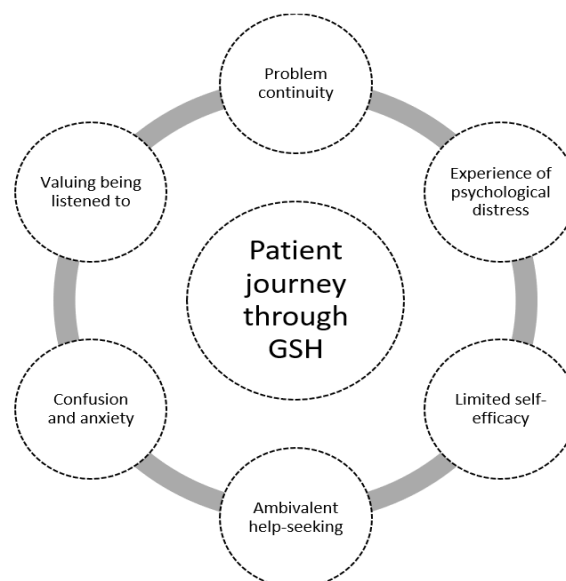 Problem
continuity
Experience of
psychological
distress
Limited self-
efficacy
Ambivalent
help-seeking
Confusion
and anxiety
Valuing being
listened to
Patient
journey
through
GSH